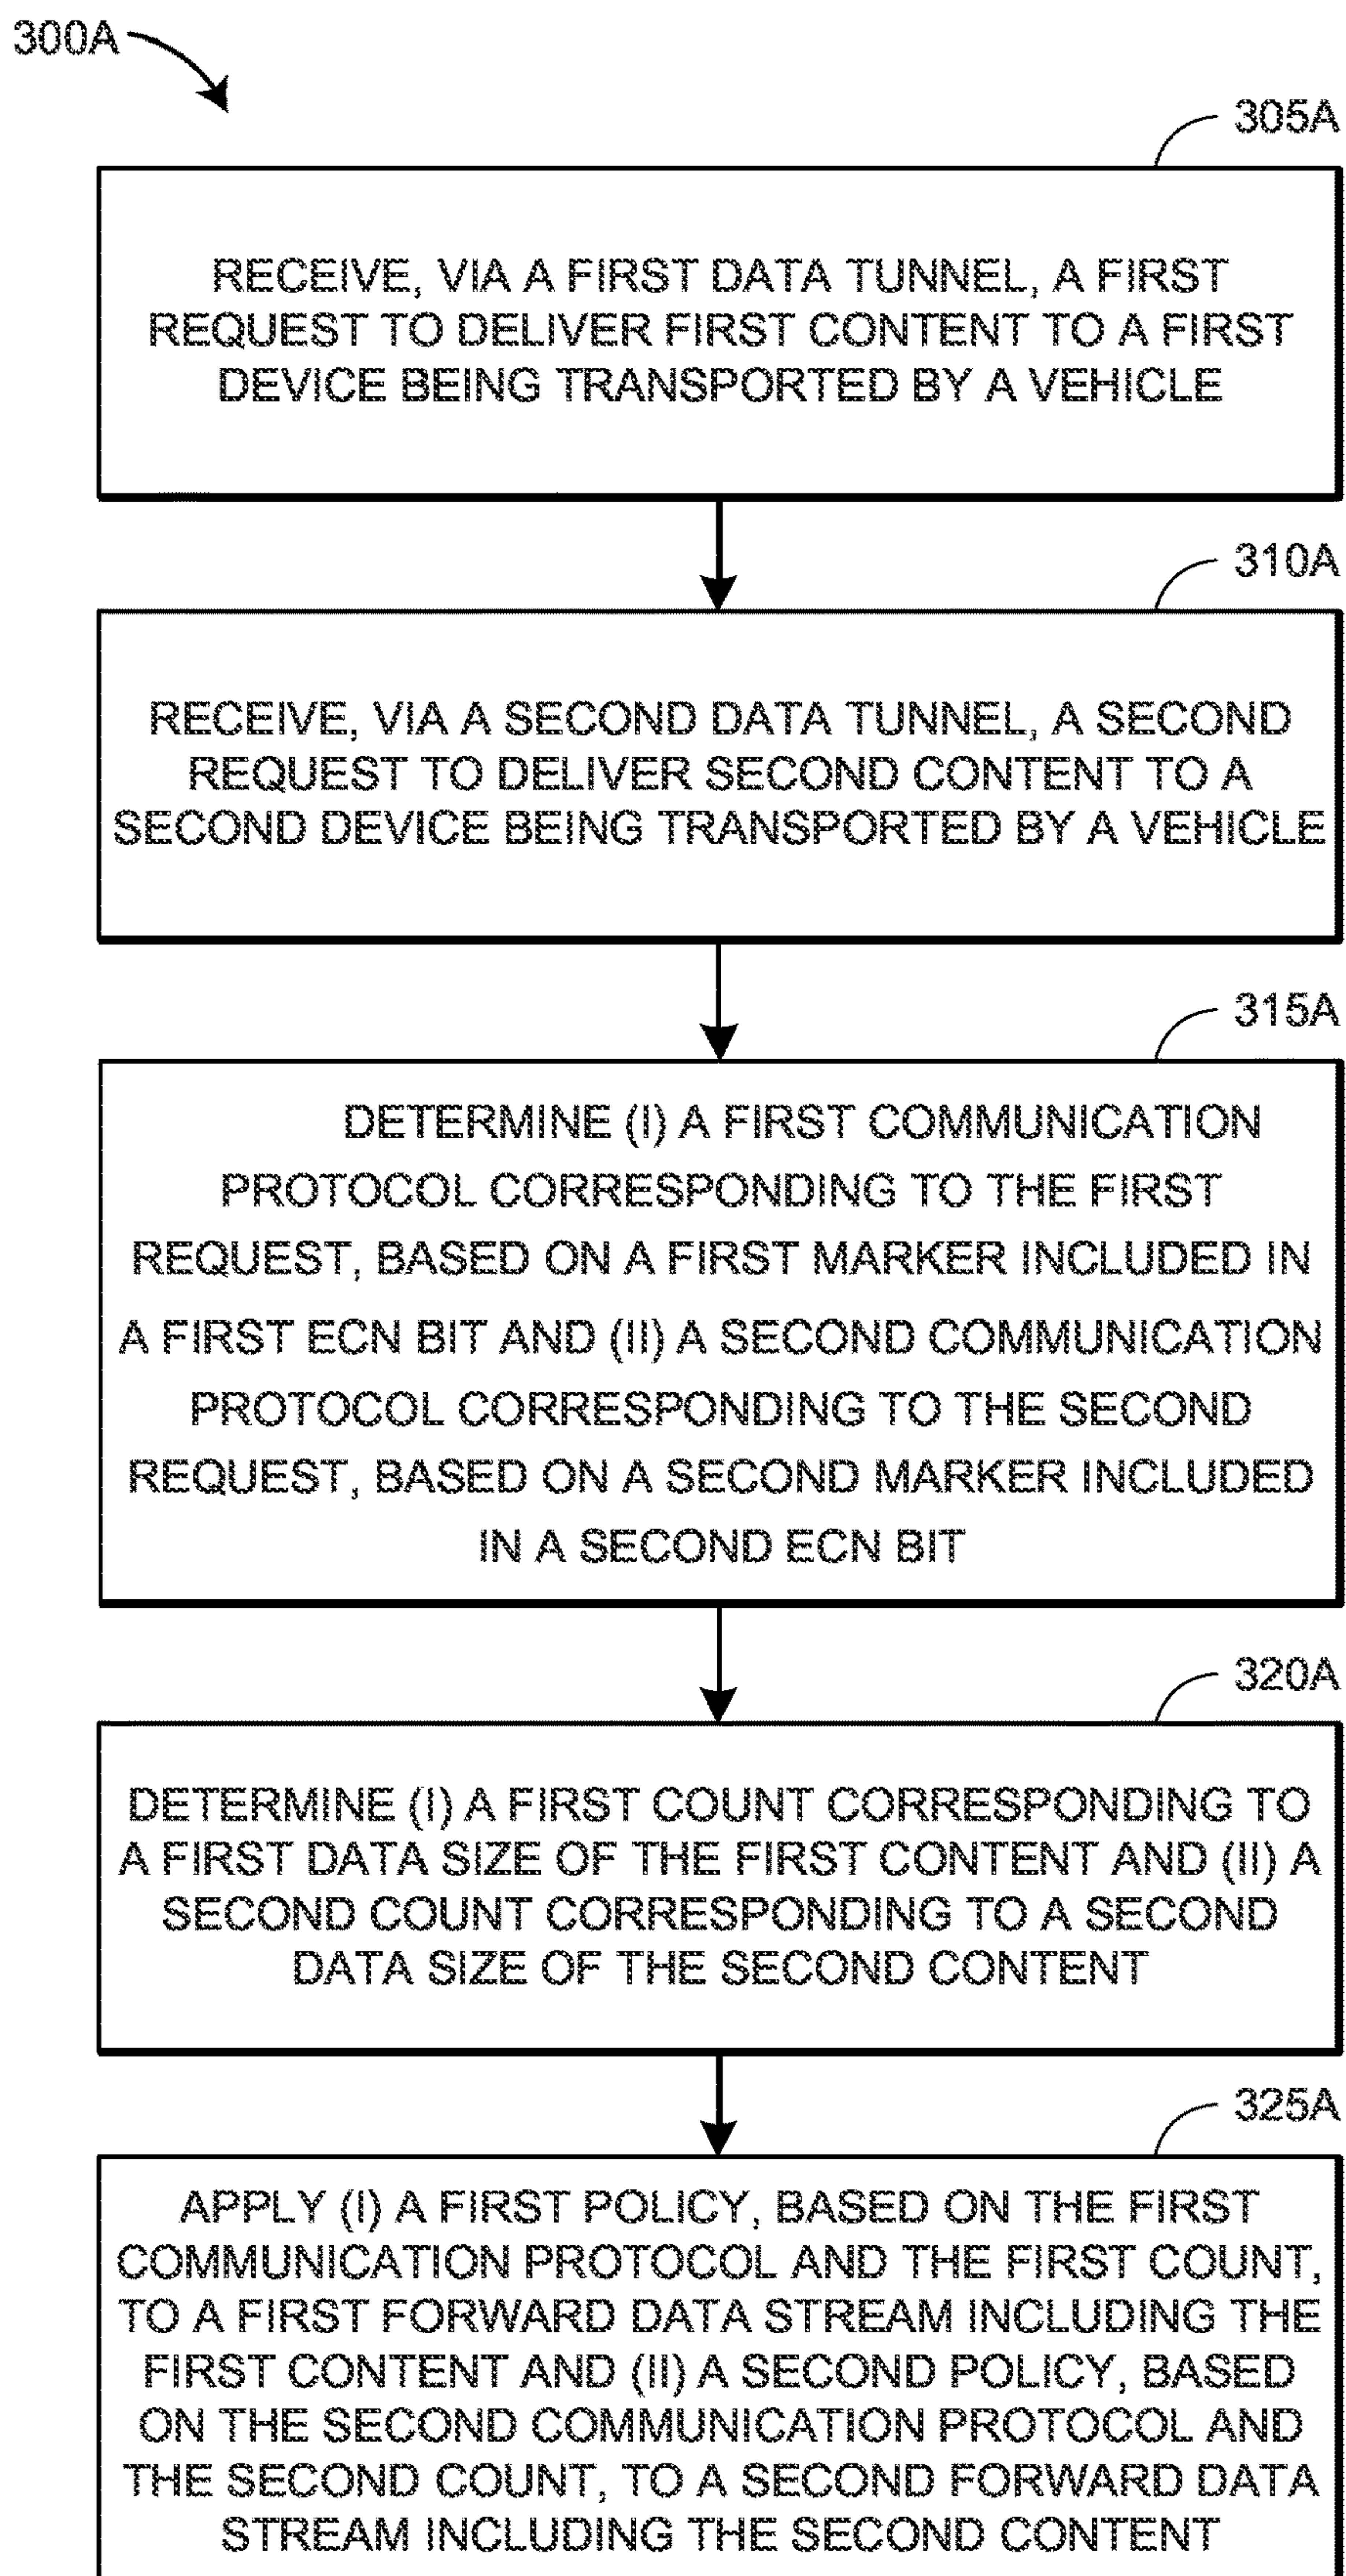 300A
305A
RECEIVE, VIA A FIRST DATA TUNNEL, A FIRST
REQUEST TO DELIVER FIRST CONTENT TO A FIRST
DEVICE BEING TRANSPORTED BY A VEHICLE
310A
RECEIVE, VIA A SECOND DATA TUNNEL, A SECOND
REQUEST TO DELIVER SECOND CONTENT TO A
SECOND DEVICE BEING TRANSPORTED BY A VEHICLE
315A
DETERMINE (I) A FIRST COMMUNICATION
PROTOCOL CORRESPONDING TO THE FIRST
REQUEST, BASED ON A FIRST MARKER INCLUDED IN
A FIRST ECN BIT AND (II) A SECOND COMMUNICATION
PROTOCOL CORRESPONDING TO THE SECOND
REQUEST, BASED ON A SECOND MARKER INCLUDED
IN A SECOND ECN BIT
320A
DETERMINE (I) A FIRST COUNT CORRESPONDING TO
A FIRST DATA SIZE OF THE FIRST CONTENT AND (II) A
SECOND COUNT CORRESPONDING TO A SECOND
DATA SIZE OF THE SECOND CONTENT
325A
APPLY (I) A FIRST POLICY, BASED ON THE FIRST
COMMUNICATION PROTOCOL AND THE FIRST COUNT,
TO A FIRST FORWARD DATA STREAM INCLUDING THE
FIRST CONTENT AND (II) A SECOND POLICY, BASED
ON THE SECOND COMMUNICATION PROTOCOL AND
THE SECOND COUNT, TO A SECOND FORWARD DATA
STREAM INCLUDING THE SECOND CONTENT